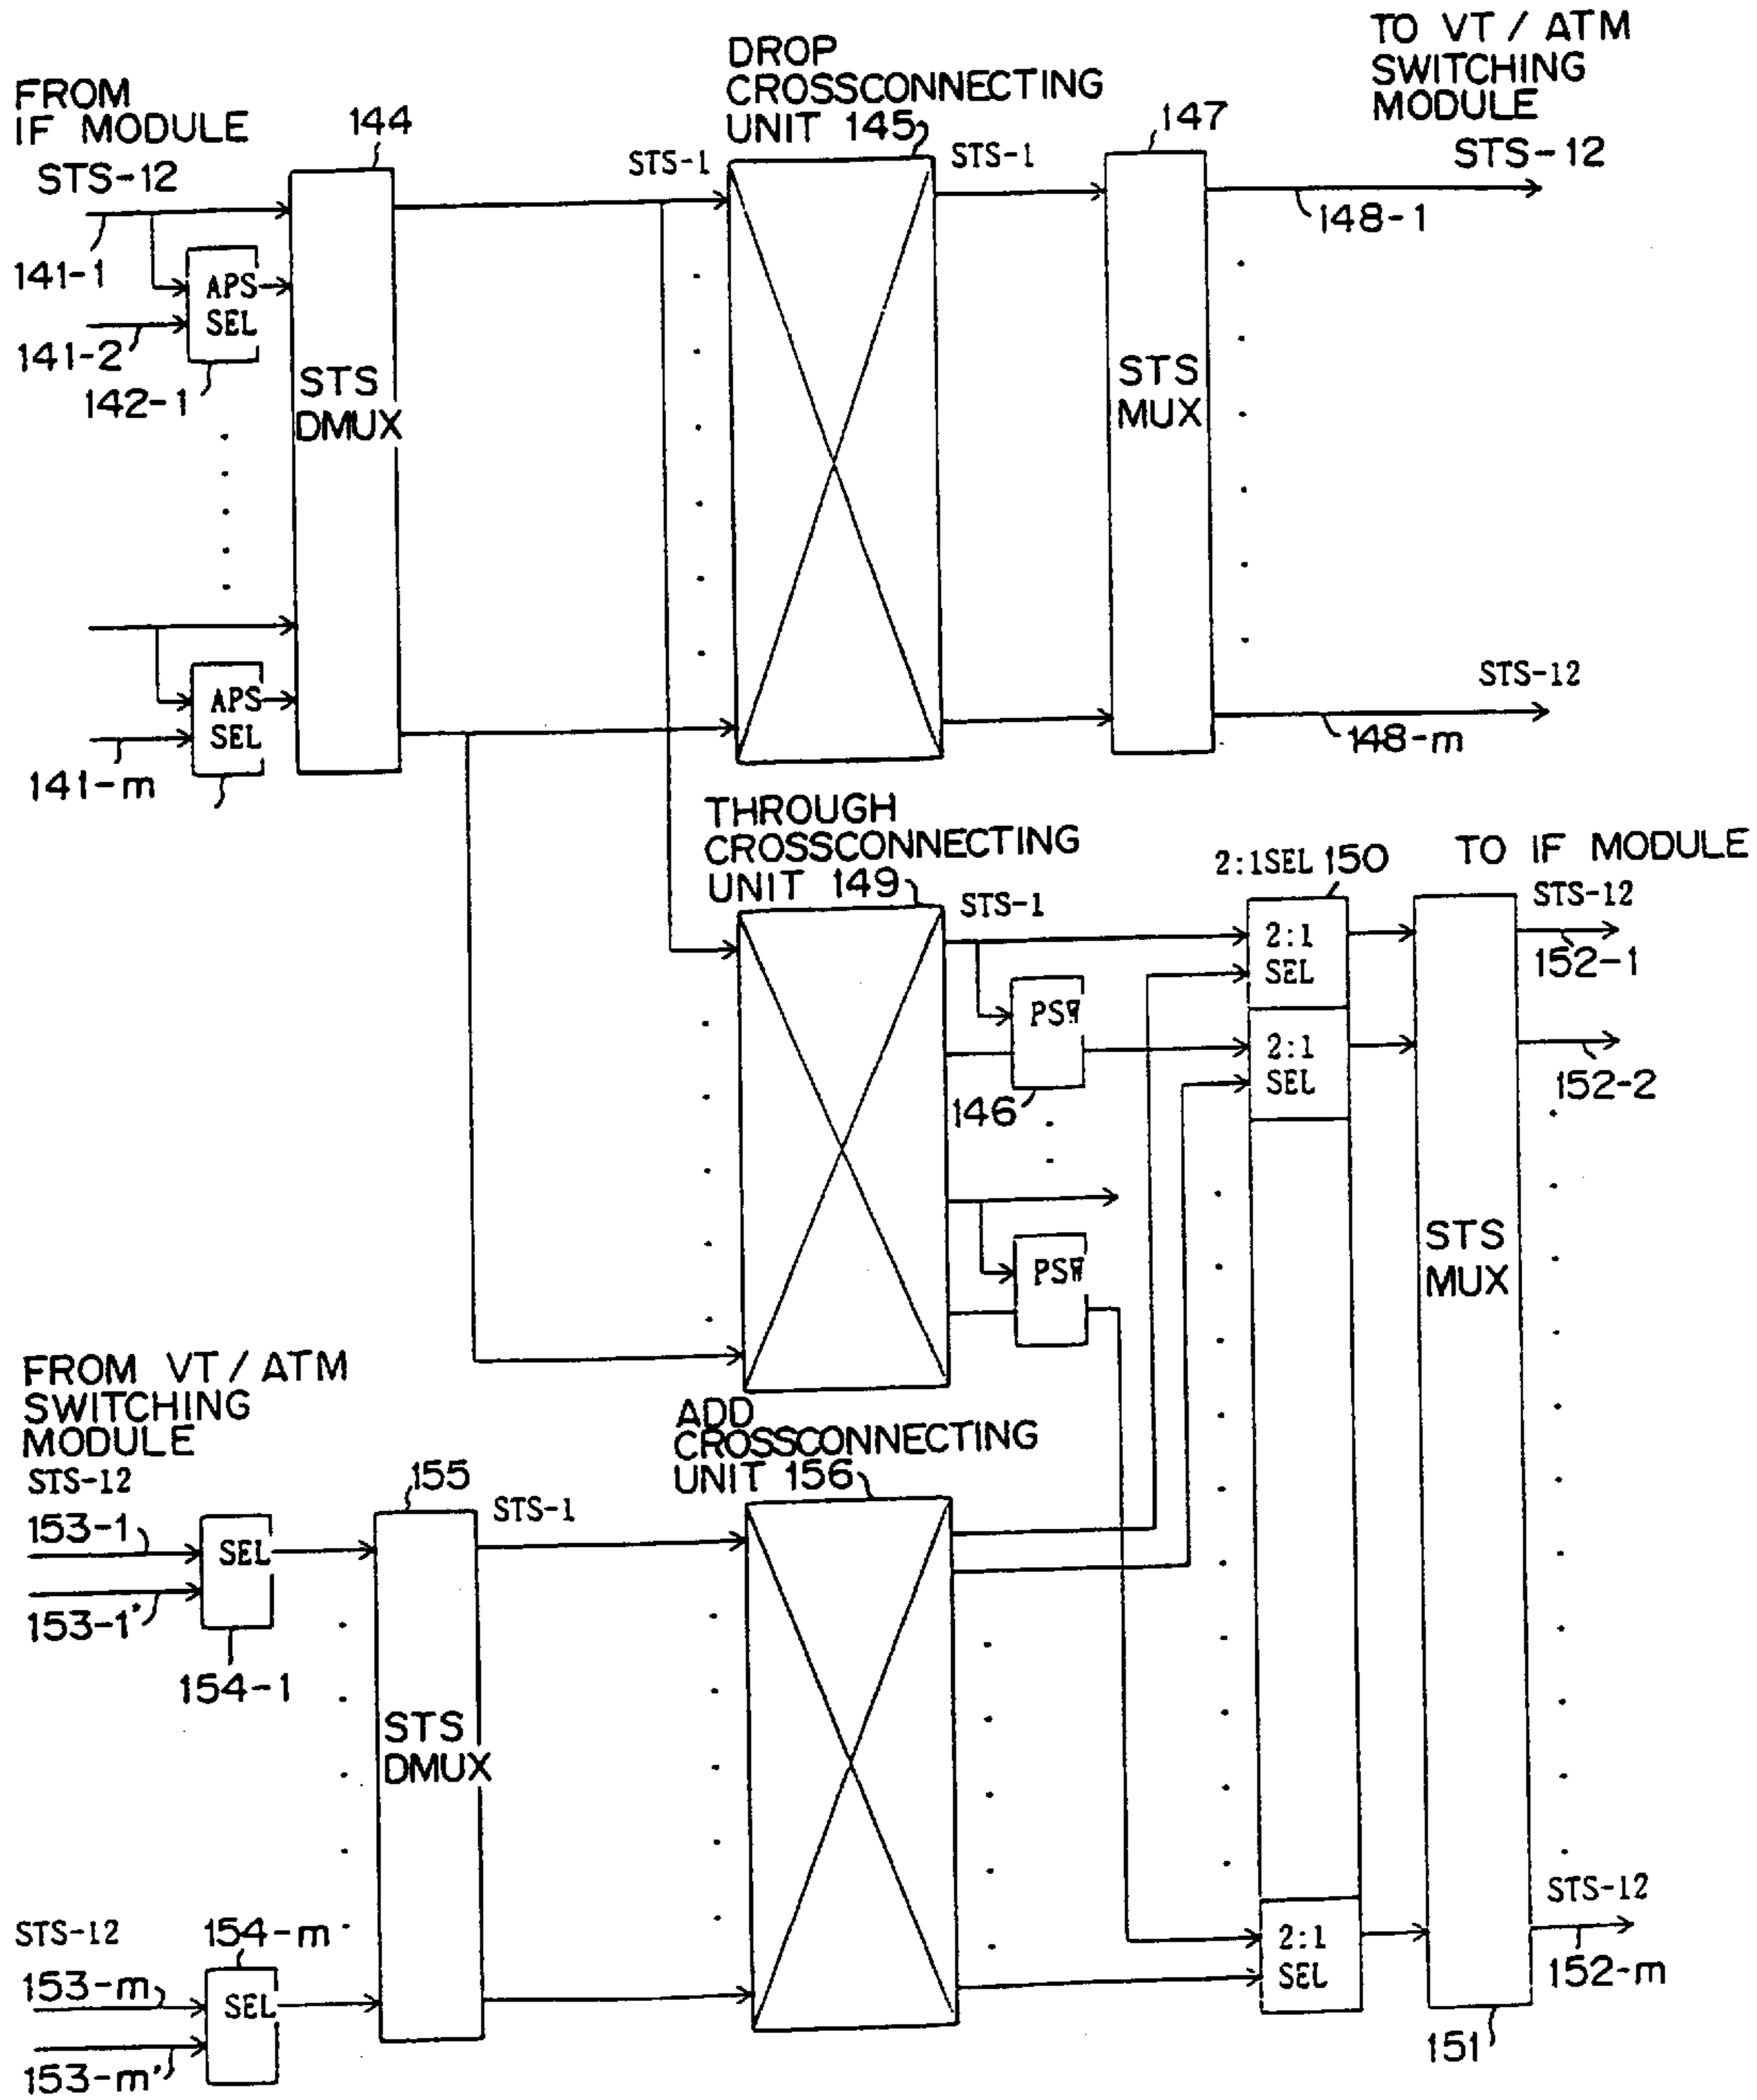 FROM
IF MODULE
STS-12
141-1
APS
SEL
141-2
142-1
144
STS
DMUX
APS
SEL
141-m
STS-1
DROP
CROSSCONNECTING
UNIT 145
STS-1
147
STS
MUX
TO VT / ATM
SWITCHING
MODULE
STS-12
148-1
STS-12
148-m
THROUGH
CROSSCONNECTING
UNIT 149
STS-1
PSW
146
PSW
2:1SEL 150
2:1
SEL
2:1
SEL
TO IF MODULE
STS-12
152-1
152-2
STS
MUX
FROM VT / ATM
SWITCHING
MODULE
STS-12
153-1
SEL
153-1'
154-1
155
STS-1
STS
DMUX
ADD
CROSSCONNECTING
UNIT 156
STS-12
154-m
153-m
SEL
153-m'
2:1
SEL
STS-12
152-m
151